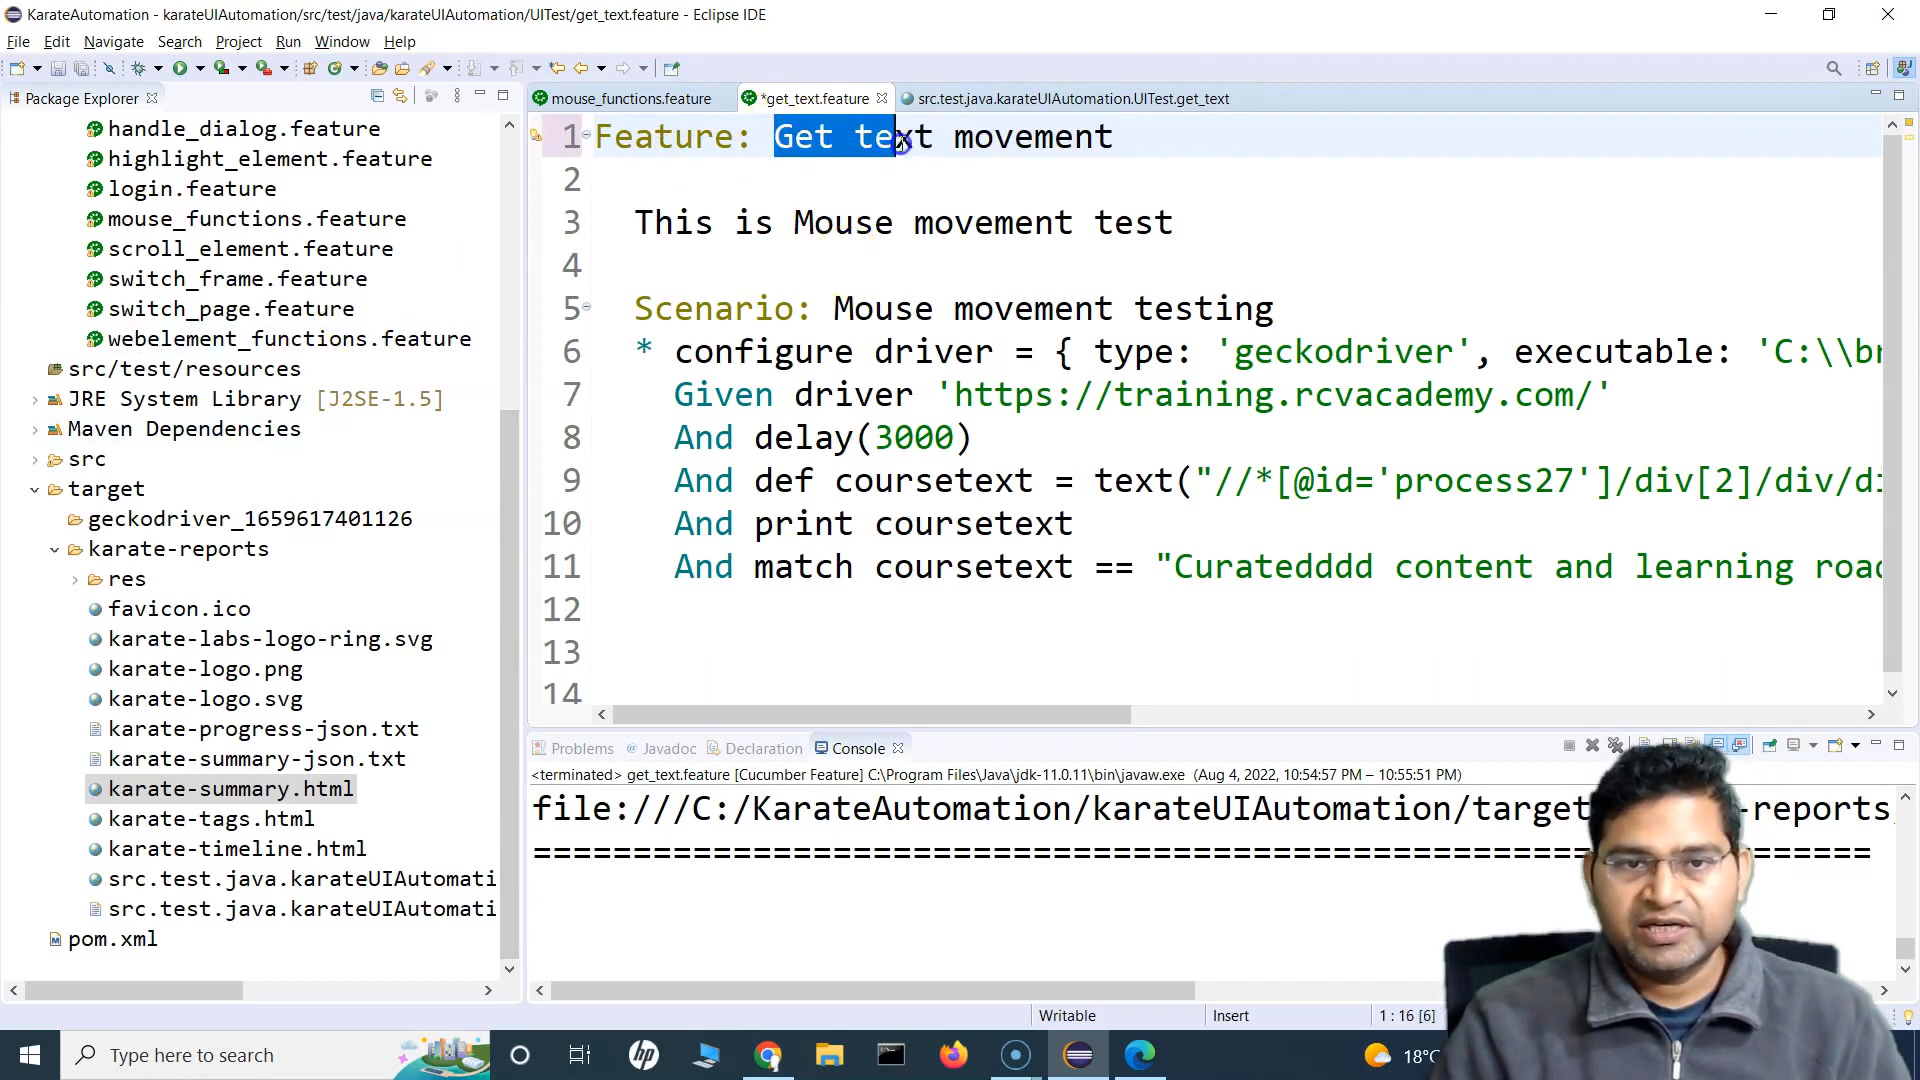 KarateAutomation - karateUIAutomation/src/test/java/karateUIAutomation/UITest/get_text.feature - Eclipse IDE
File Edit Navigate Search Project Run Window Help
Package Explorer
handle_dialog.feature
highlight_element.feature
login.feature
mouse_functions.feature
scroll_element.feature
switch_frame.feature
switch_page.feature
webelement_functions.feature
src/test/resources
JRE System Library [J2SE-1.5]
Maven Dependencies
src
target
geckodriver_1659617401126
karate-reports
res
favicon.ico
karate-labs-logo-ring.svg
karate-logo.png
karate-logo.svg
karate-progress-json.txt
karate-summary-json.txt
karate-summary.html
karate-tags.html
karate-timeline.html
src.test.java.karateUIAutomati
src.test.java.karateUIAutomati
pom.xml
mouse_functions.feature *get_text.feature src.test.java.karateUIAutomation.UITest.get_text
1 Feature: Get text movement
2
3 This is Mouse movement test
4
5 Scenario: Mouse movement testing
6 * configure driver = { type: 'geckodriver', executable: 'C:\\br
7 Given driver 'https://training.rcvacademy.com/'
8 And delay(3000)
9 And def coursetext = text("//*[@id='process27']/div[2]/div/di
10 And print coursetext
11 And match coursetext == "Curatedddd content and learning road
12
13
14
Problems Javadoc Declaration Console
<terminated> get_text.feature [Cucumber Feature] C:\Program Files\Java\jdk-11.0.11\bin\javaw.exe (Aug 4, 2022, 10:54:57 PM – 10:55:51 PM)
file:///C:/KarateAutomation/karateUIAutomation/target -reports
===================================================================
Writable Insert 1 : 16 [6]
Type here to search
18°C